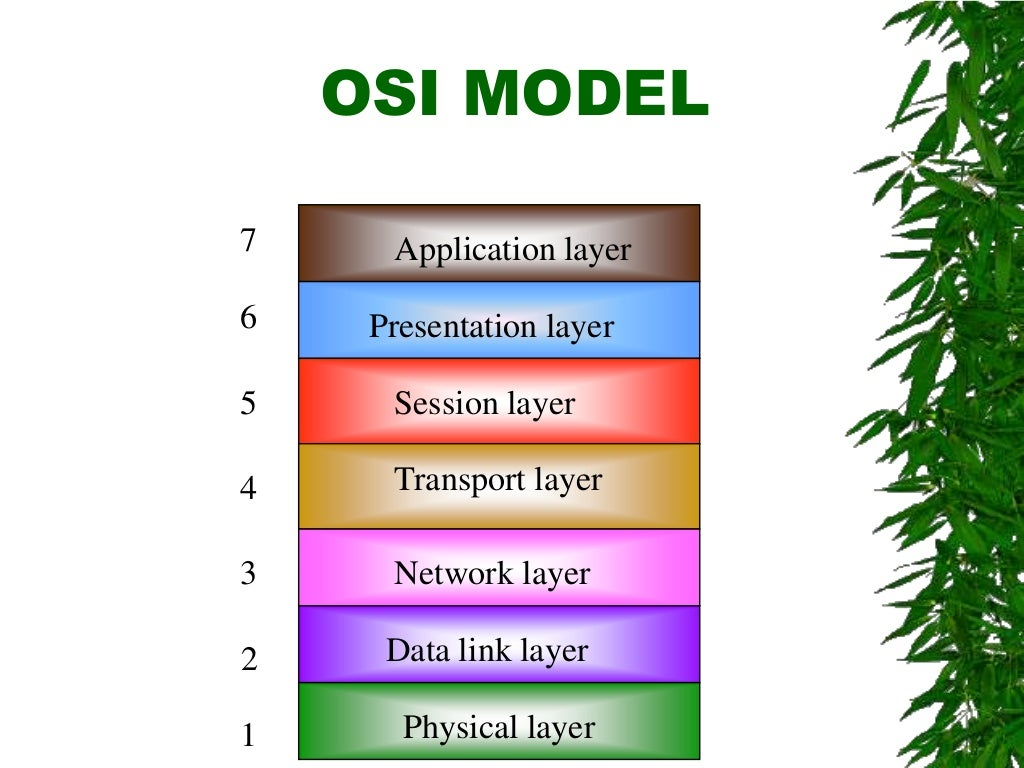 OSI MODEL
7 Application layer
6 Presentation layer
5 Session layer
4 Transport layer
3 Network layer
2 Data link layer
1 Physical layer